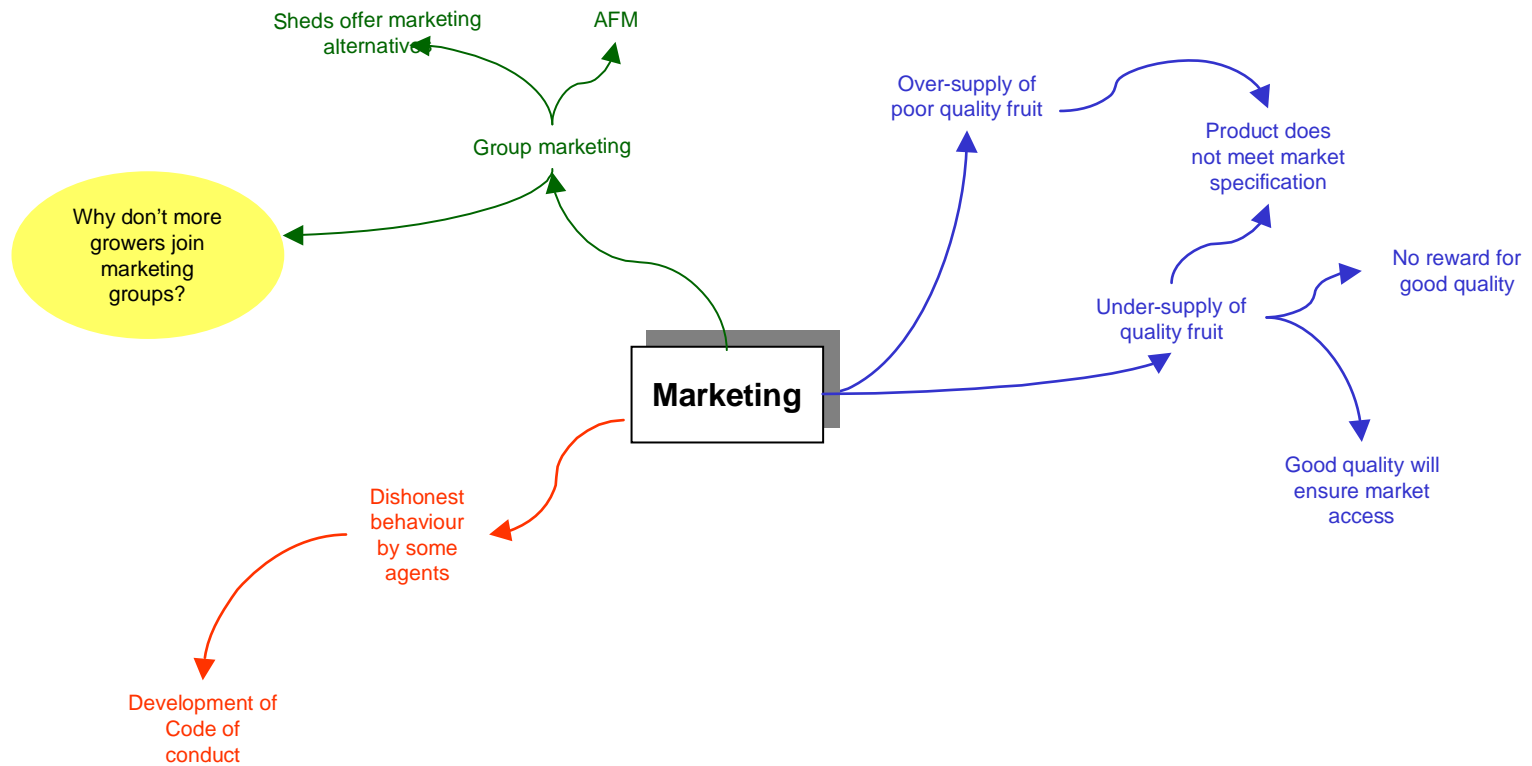 Sheds offer marketing
alternatives
AFM
Group marketing
Why don’t more
growers join
marketing
groups?
Over-supply of
poor quality fruit
Product does
not meet market
specification
Under-supply of
quality fruit
No reward for
good quality
Good quality will
ensure market
access
Marketing
Dishonest
behaviour
by some
agents
Development of
Code of
conduct